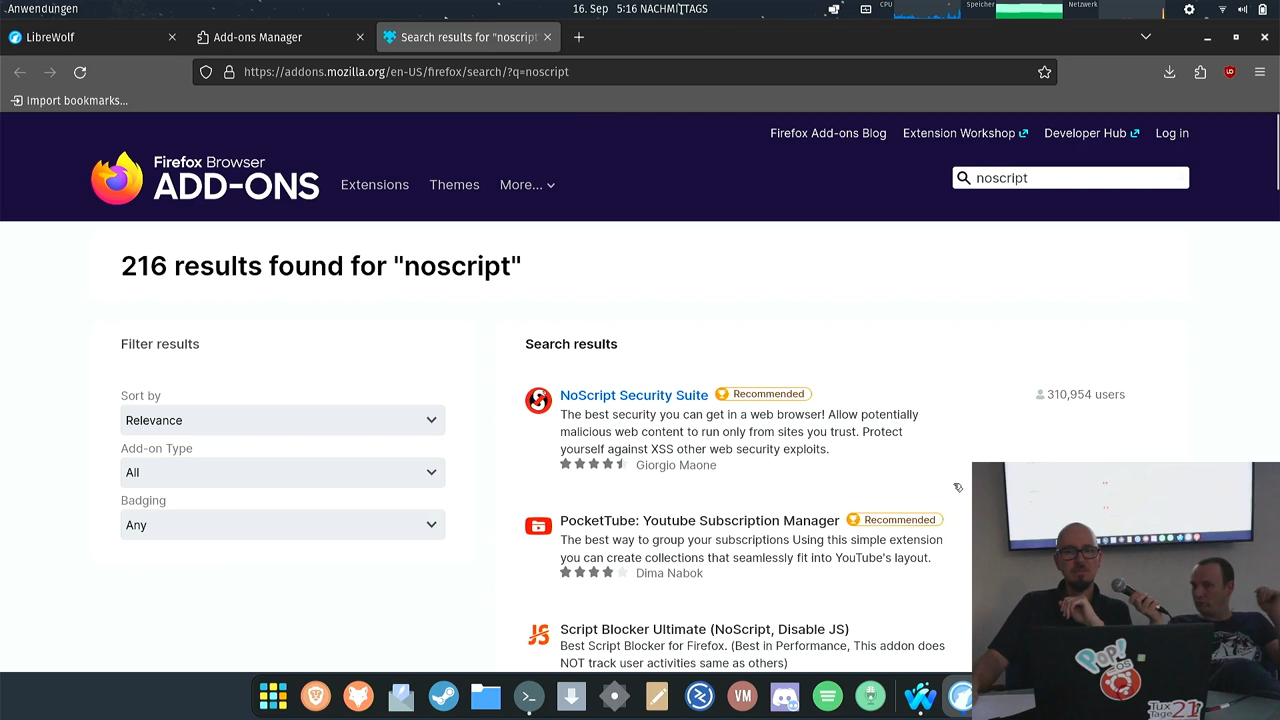 Anwendungen
16. Sep 5:16 NACHMITTAGS
CPU
Speicher
Netzwerk
LibreWolf
Add-ons Manager
Search results for "noscript
https://addons.mozilla.org/en-US/firefox/search/?q=noscript
Import bookmarks...
Firefox Add-ons Blog
Extension Workshop
Developer Hub
Log in
Firefox Browser
ADD-ONS
Extensions
Themes
More...
noscript
216 results found for "noscript"
Filter results
Sort by
Relevance
Add-on Type
All
Badging
Any
Search results
NoScript Security Suite
Recommended
310,954 users
The best security you can get in a web browser! Allow potentially
malicious web content to run only from sites you trust. Protect
yourself against XSS other web security exploits.
Giorgio Maone
PocketTube: Youtube Subscription Manager
Recommended
The best way to group your subscriptions Using this simple extension
you can create collections that seamlessly fit into YouTube's layout.
Dima Nabok
JS
Script Blocker Ultimate (NoScript, Disable JS)
Best Script Blocker for Firefox. (Best in Performance, This addon does
NOT track user activities same as others)
VM
Pop!
OS
Tux
Tage 21